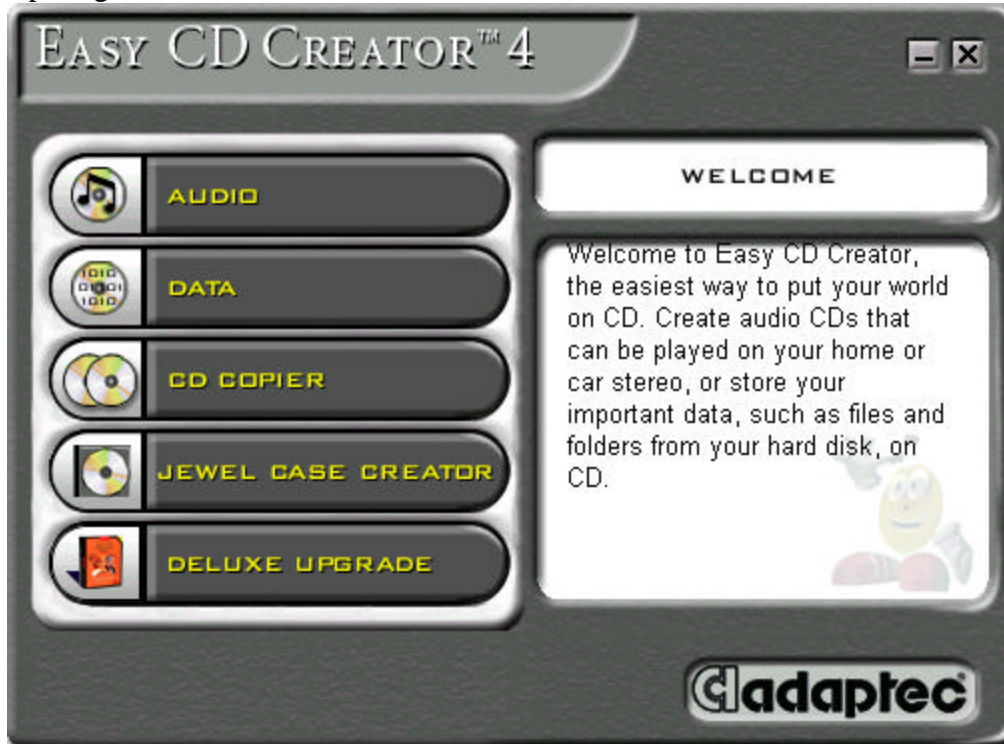 EASY CD CREATOR™ 4
AUDIO
DATA
CD COPIER
JEWEL CASE CREATOR
DELUXE UPGRADE
WELCOME
Welcome to Easy CD Creator,
the easiest way to put your world
on CD. Create audio CDs that
can be played on your home or
car stereo, or store your
important data, such as files and
folders from your hard disk, on
CD.
adaptec